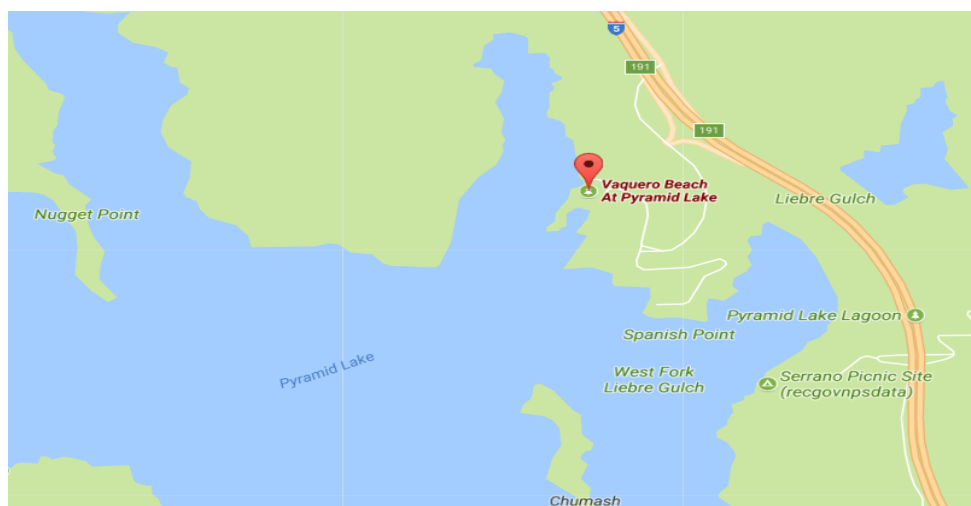 5
191
191
Vaquero Beach
At Pyramid Lake
Liebre Gulch
Nugget Point
Pyramid Lake Lagoon
Spanish Point
Pyramid Lake
West Fork
Liebre Gulch
Serrano Picnic Site
(recgovnpsdata)
Chumash